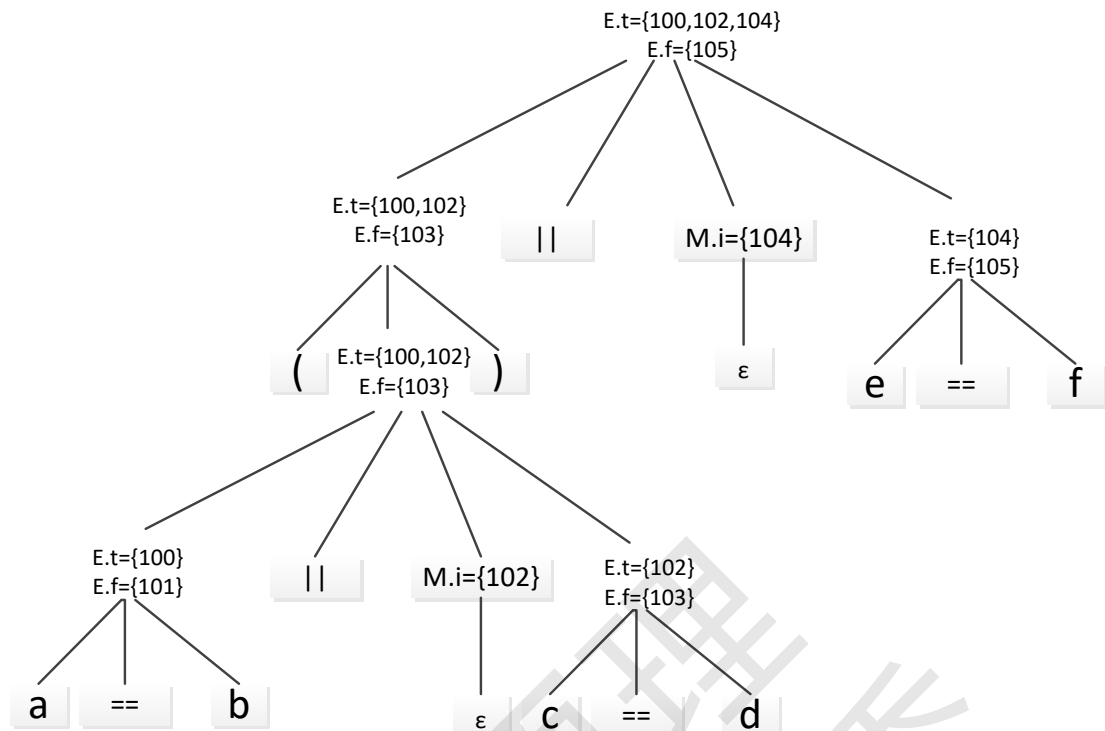 E.t={100,102,104}
E.f={105}
E.t={100,102}
E.f={103}
||
M.i={104}
E.t={104}
E.f={105}
(
E.t={100,102}
E.f={103}
)
ε
e
==
f
E.t={100}
E.f={101}
||
M.i={102}
E.t={102}
E.f={103}
a
==
b
ε
c
==
d